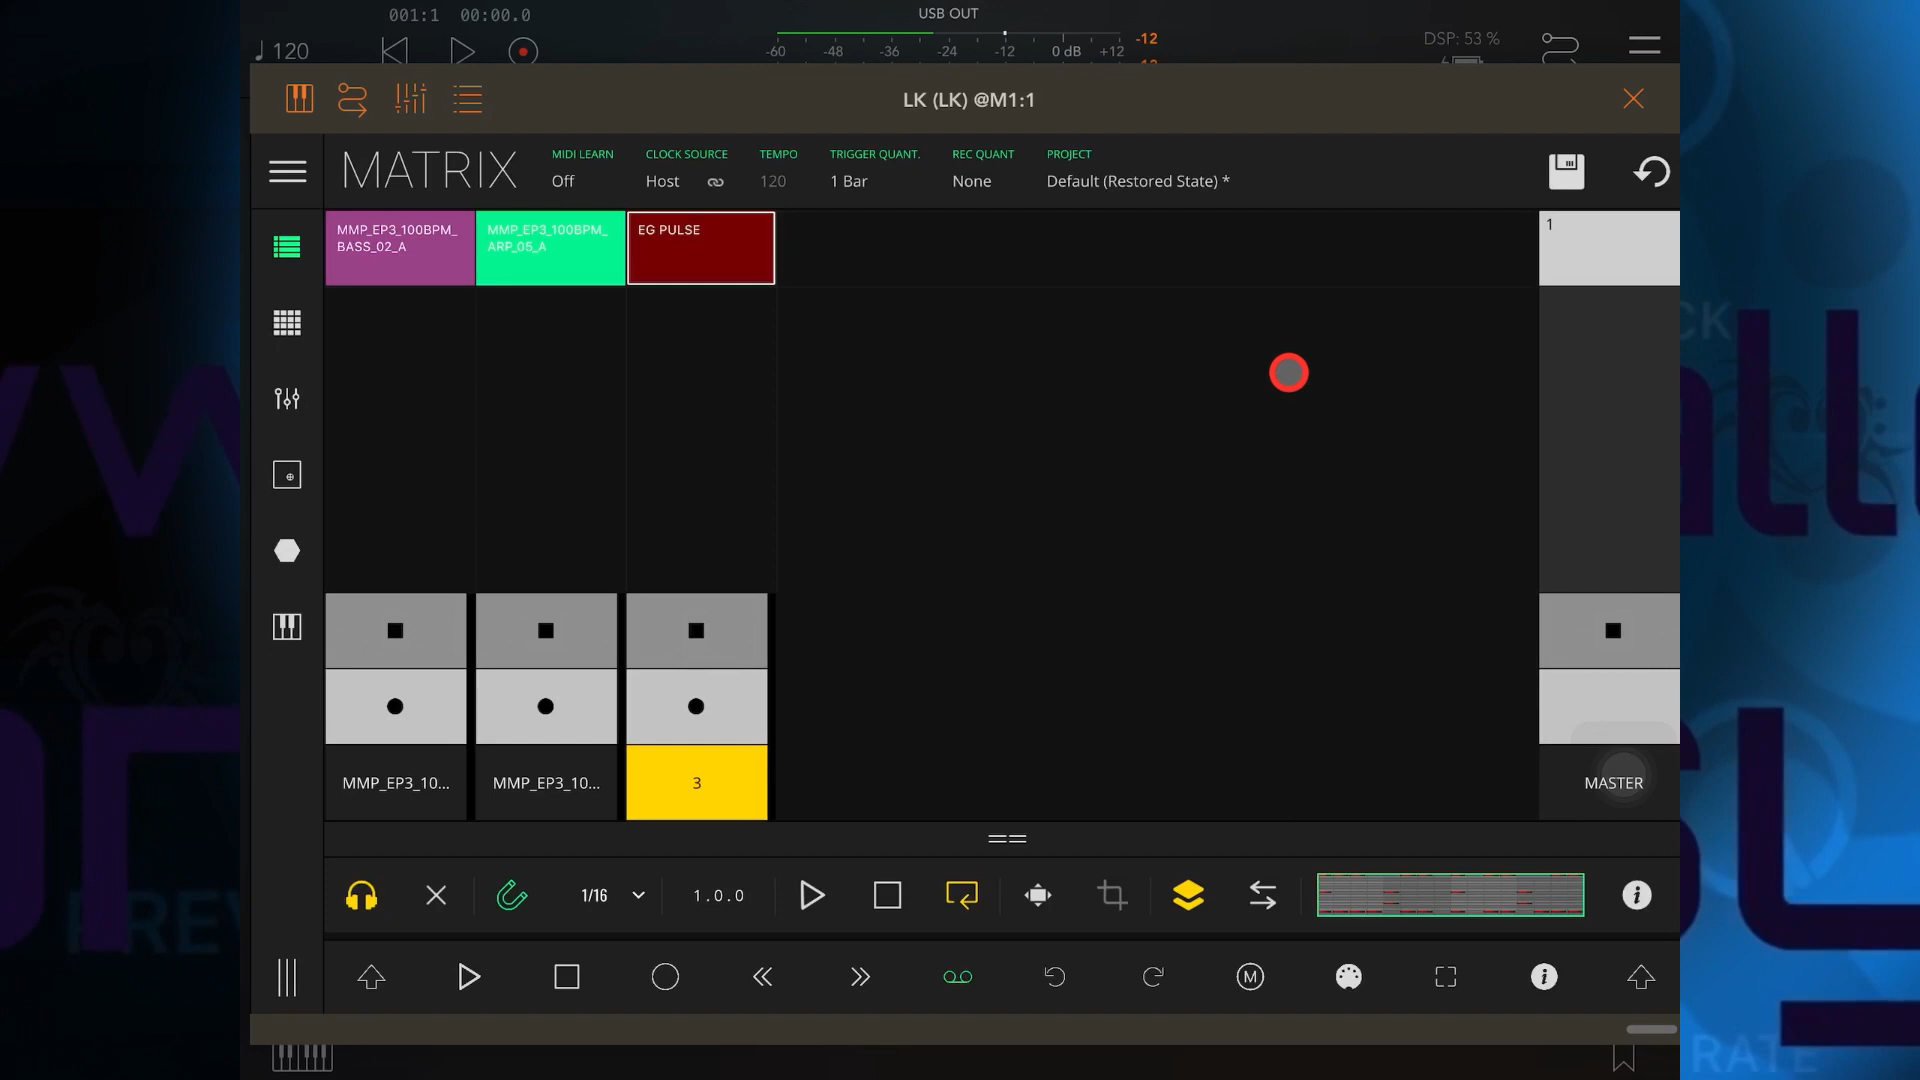 001:1 00:00.0
USB OUT
120
-60 -48 -36 -24 -12 0 dB +12
-12
DSP: 53 %
LK (LK) @M1:1
MATRIX
MIDI LEARN
Off
CLOCK SOURCE
Host
TEMPO
120
TRIGGER QUANT.
1 Bar
REC QUANT
None
PROJECT
Default (Restored State) *
MMP_EP3_100BPM_
BASS_02_A
MMP_EP3_100BPM_
ARP_05_A
EG PULSE
1
MMP_EP3_10...
MMP_EP3_10...
3
MASTER
1/16
1.0.0
M
PREV
RATE